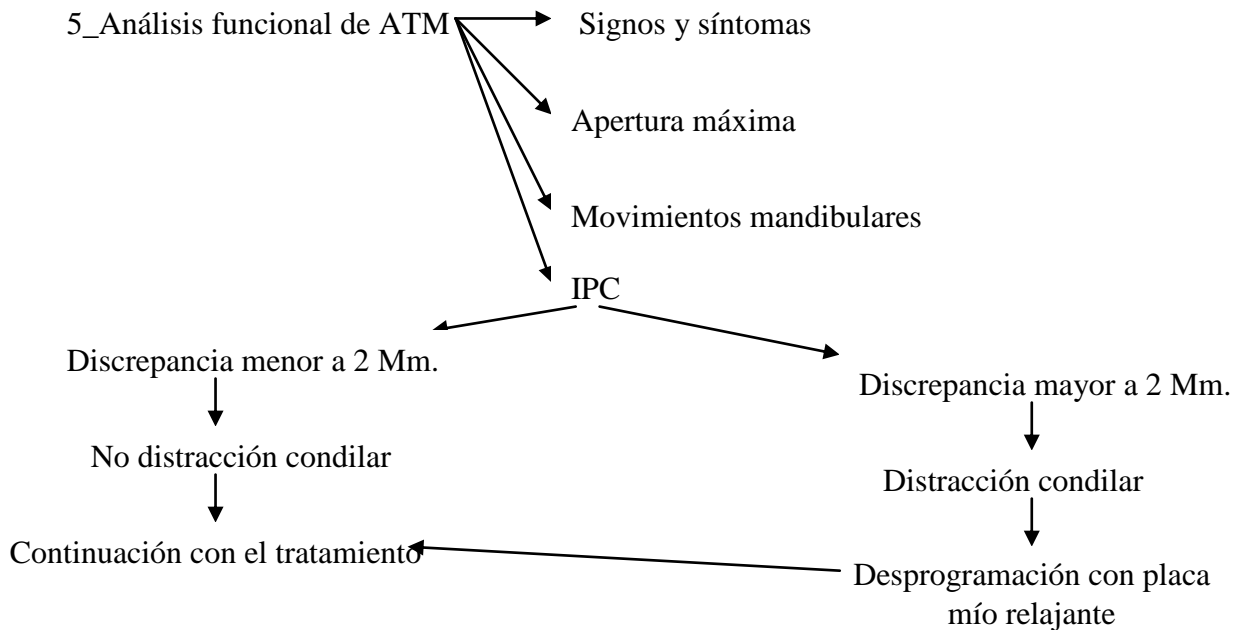 5_Análisis funcional de ATM
Signos y síntomas
Apertura máxima
Movimientos mandibulares
IPC
Discrepancia menor a 2 Mm.
Discrepancia mayor a 2 Mm.
No distracción condilar
Distracción condilar
Continuación con el tratamiento
Desprogramación con placa
mío relajante